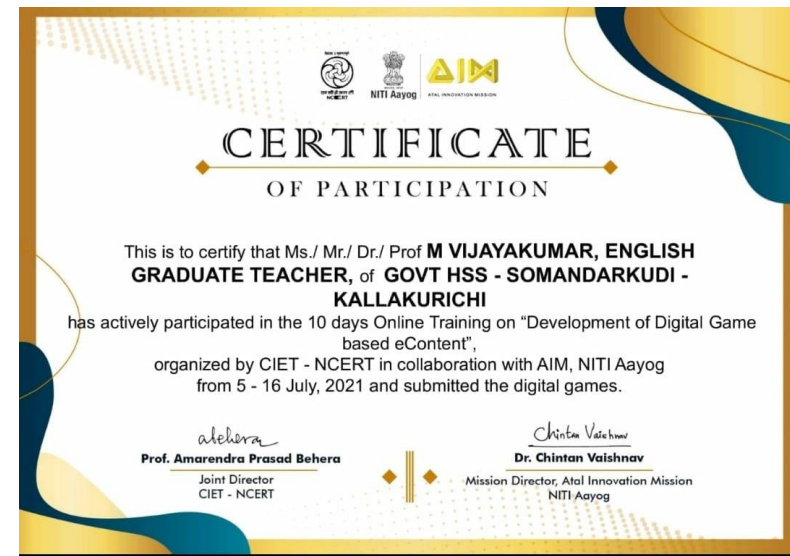 NCERT
NITI Aayog
AIM
ATAL INNOVATION MISSION
CERTIFICATE
OF PARTICIPATION
This is to certify that Ms./ Mr./ Dr./ Prof M VIJAYAKUMAR, ENGLISH
GRADUATE TEACHER, of GOVT HSS - SOMANDARKUDI -
KALLAKURICHI
has actively participated in the 10 days Online Training on “Development of Digital Game
based eContent”,
organized by CIET - NCERT in collaboration with AIM, NITI Aayog
from 5 - 16 July, 2021 and submitted the digital games.
abehera
Chintan Vaishnav
Prof. Amarendra Prasad Behera
Dr. Chintan Vaishnav
Joint Director
Mission Director, Atal Innovation Mission
CIET - NCERT
NITI Aayog